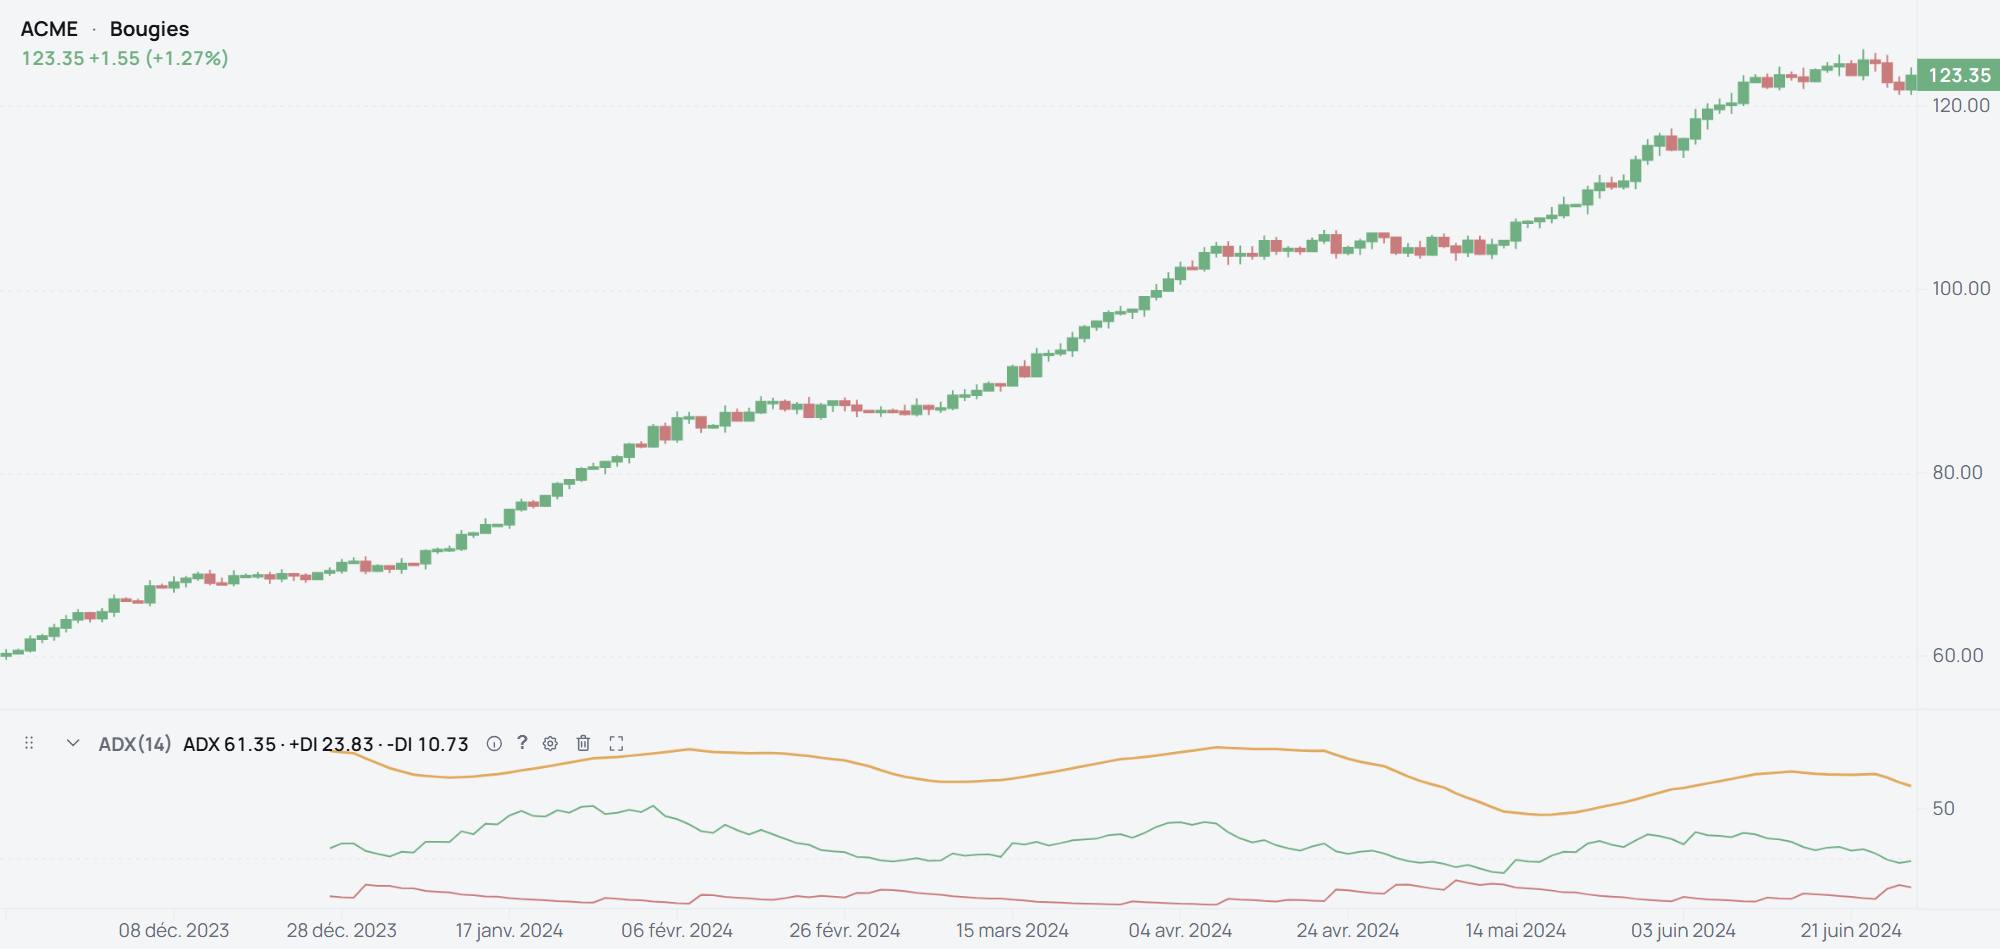 ACME · Bougies
123.35 +1.55 (+1.27%)
123.35
120.00
100.00
80.00
60.00
ADX(14) ADX 61.35 · +DI 23.83 · -DI 10.73 ?
50
08 déc. 2023 28 déc. 2023 17 janv. 2024 06 févr. 2024 26 févr. 2024 15 mars 2024 04 avr. 2024 24 avr. 2024 14 mai 2024 03 juin 2024 21 juin 2024